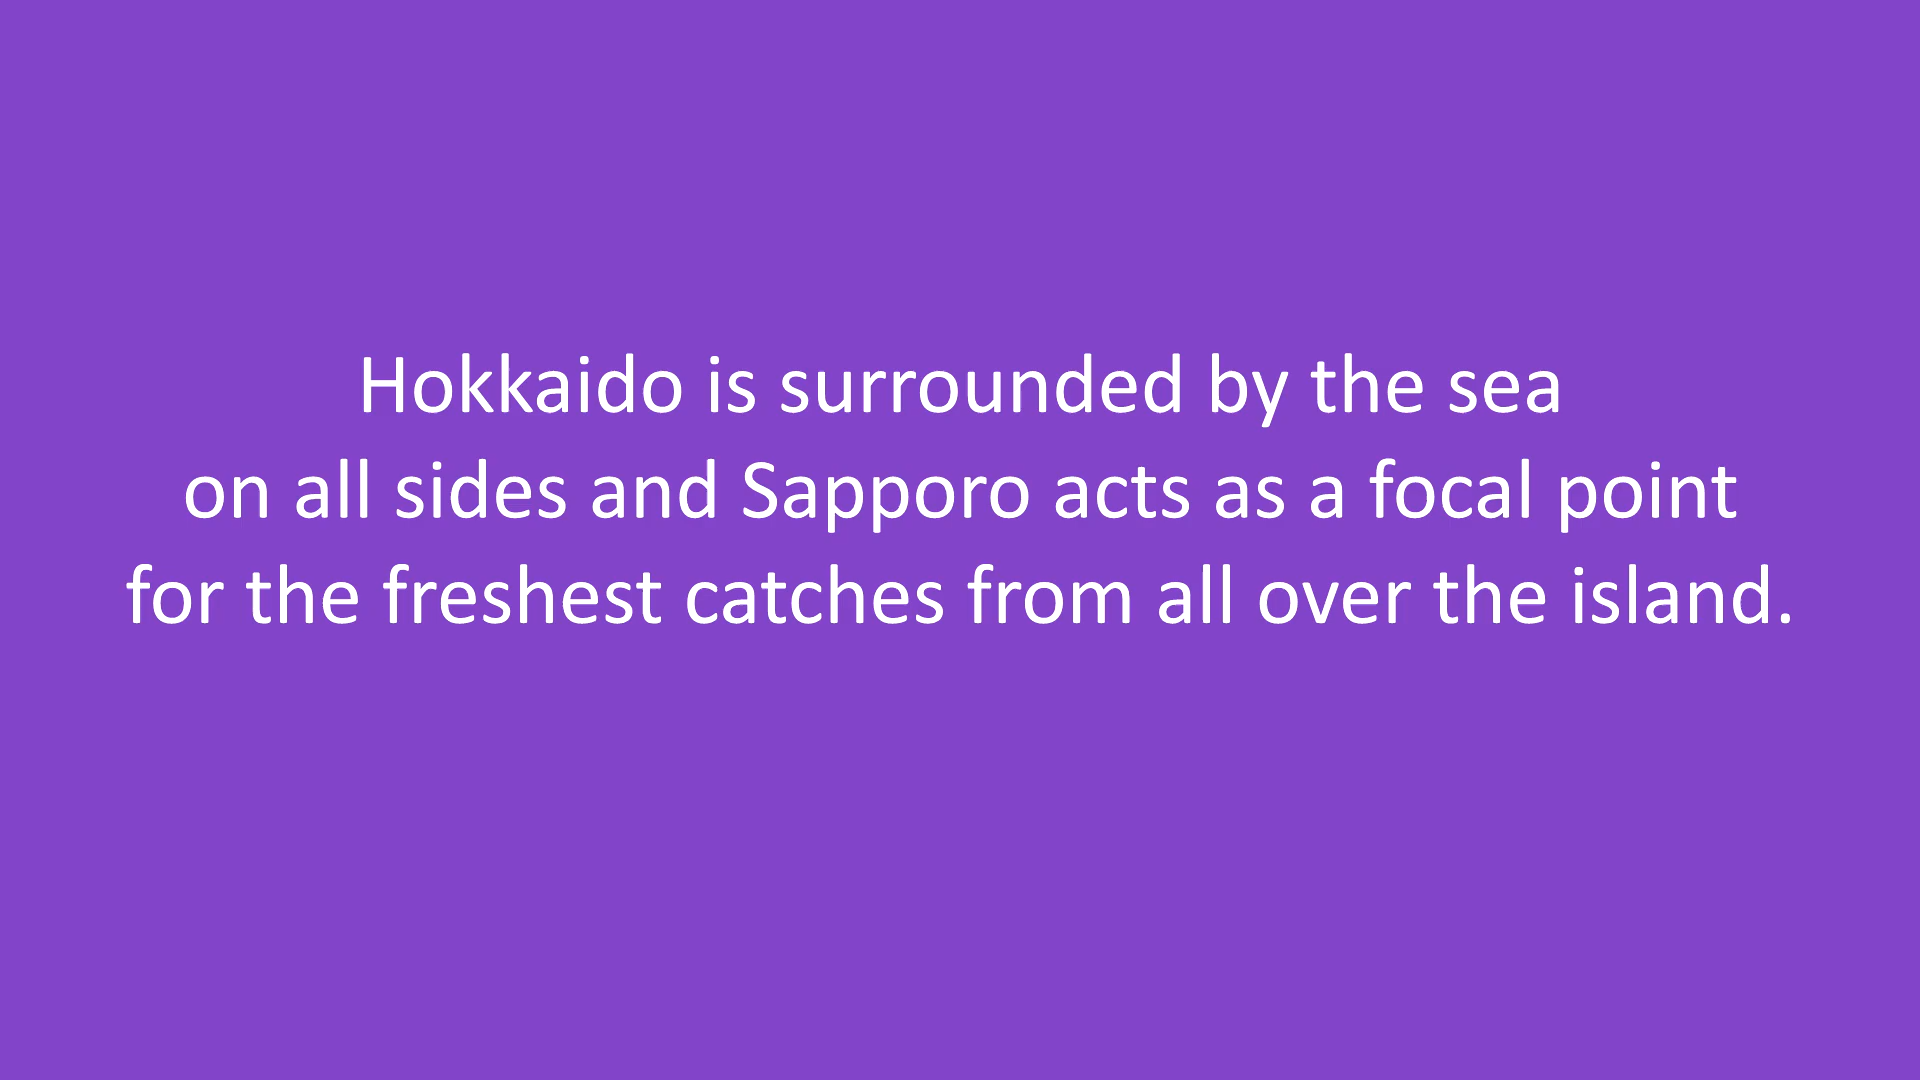 Hokkaido is surrounded by the sea
on all sides and Sapporo acts as a focal point
for the freshest catches from all over the island.